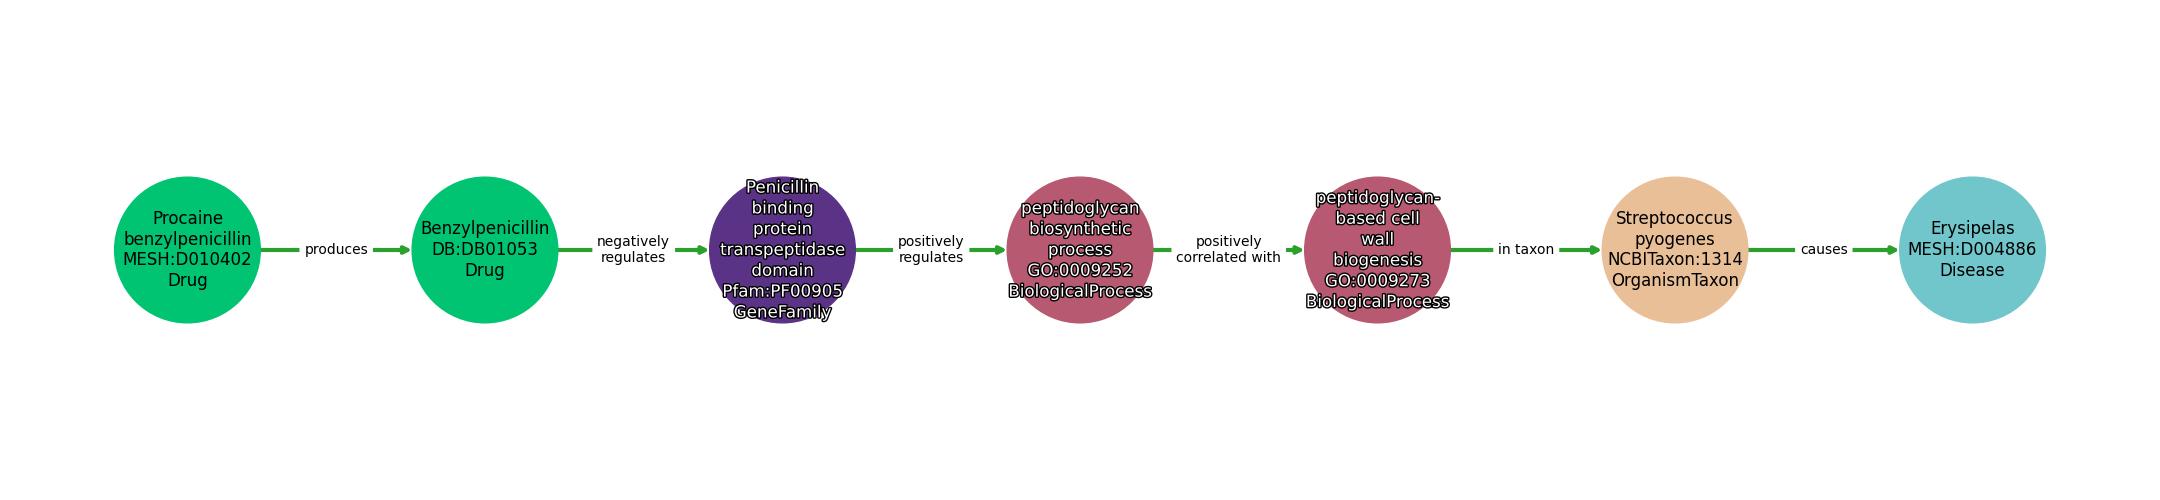 Procaine
benzylpenicillin
MESH:D010402
Drug
produces
Benzylpenicillin
DB:DB01053
Drug
negatively
regulates
Penicillin
binding
protein
transpeptidase
domain
Pfam:PF00905
GeneFamily
positively
regulates
peptidoglycan
biosynthetic
process
GO:0009252
BiologicalProcess
positively
correlated with
peptidoglycan-
based cell
wall
biogenesis
GO:0009273
BiologicalProcess
in taxon
Streptococcus
pyogenes
NCBITaxon:1314
OrganismTaxon
causes
Erysipelas
MESH:D004886
Disease